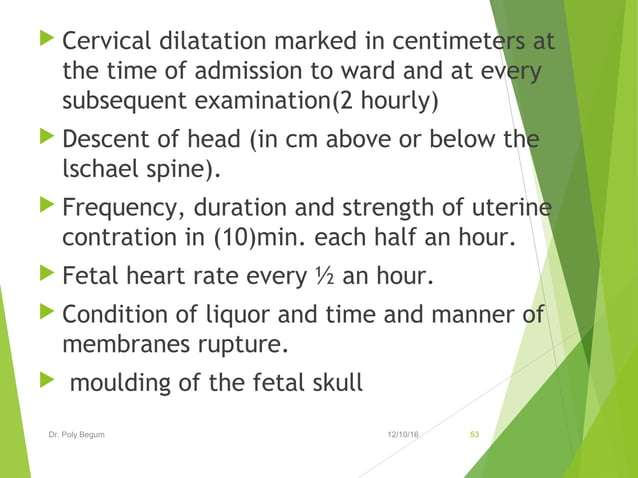 Cervical dilatation marked in centimeters at
the time of admission to ward and at every
subsequent examination(2 hourly)
Descent of head (in cm above or below the
lschael spine).
Frequency, duration and strength of uterine
contration in (10)min. each half an hour.
Fetal heart rate every ½ an hour.
Condition of liquor and time and manner of
membranes rupture.
moulding of the fetal skull
Dr. Poly Begum 12/10/16 53